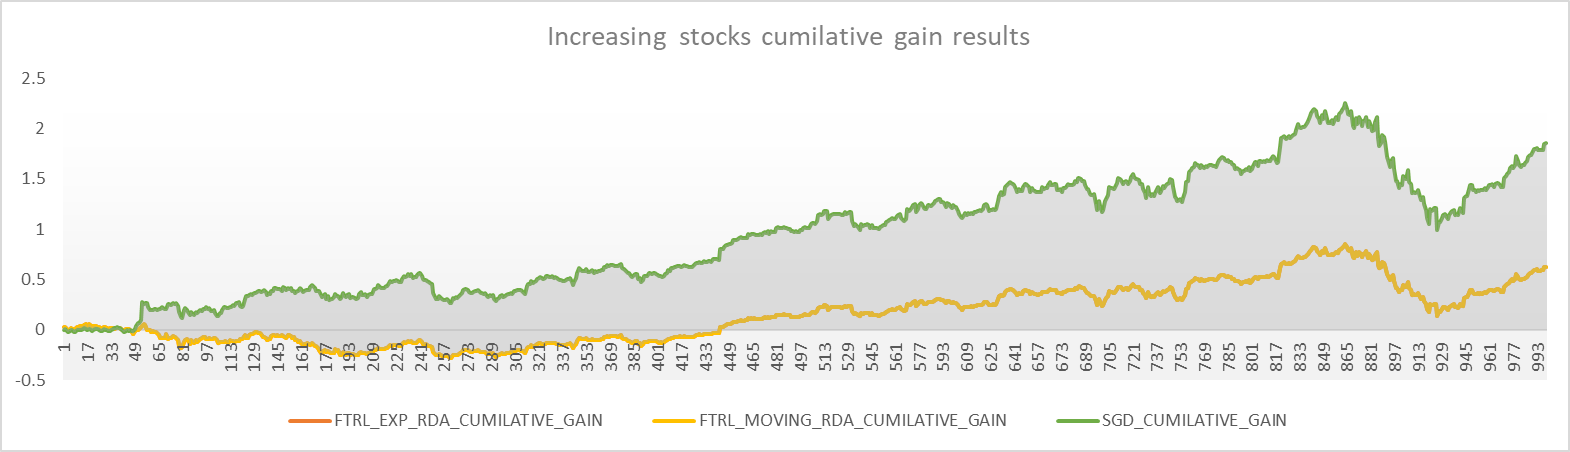 Increasing stocks cumilative gain results
2.5
2
1.5
1
0.5
0
-0.5
1 17 33 49 65 81 97 113 129 145 161 177 193 209 225 241 257 273 289 305 321 337 353 369 385 401 417 433 449 465 481 497 513 529 545 561 577 593 609 625 641 657 673 689 705 721 737 753 769 785 801 817 833 849 865 881 897 913 929 945 961 977 993
FTRL_EXP_RDA_CUMILATIVE_GAIN FTRL_MOVING_RDA_CUMILATIVE_GAIN SGD_CUMILATIVE_GAIN